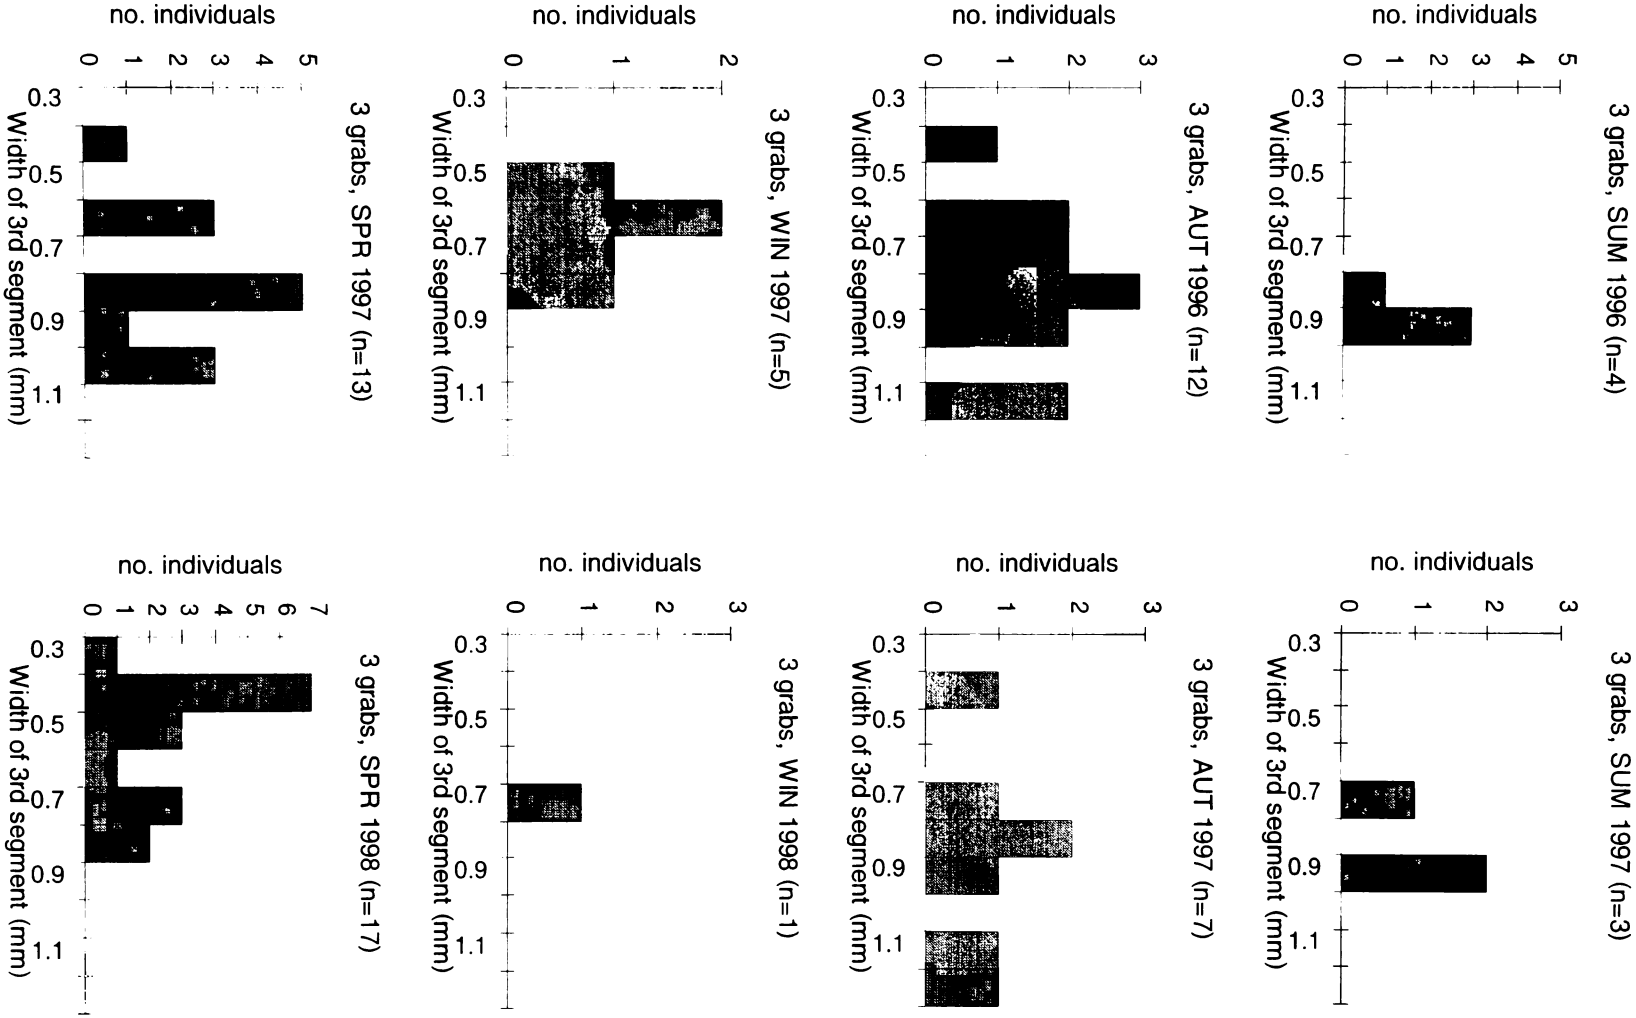 3 grabs, SUM 1996 (n=4)
no. individuals
5
4
3
2
1
0
0.3 0.5 0.7 0.9 1.1
Width of 3rd segment (mm)
3 grabs, SUM 1997 (n=3)
no. individuals
3
2
1
0
0.3 0.5 0.7 0.9 1.1
Width of 3rd segment (mm)
3 grabs, AUT 1996 (n=12)
no. individuals
3
2
1
0
0.3 0.5 0.7 0.9 1.1
Width of 3rd segment (mm)
3 grabs, AUT 1997 (n=7)
no. individuals
3
2
1
0
0.3 0.5 0.7 0.9 1.1
Width of 3rd segment (mm)
3 grabs, WIN 1997 (n=5)
no. individuals
2
1
0
0.3 0.5 0.7 0.9 1.1
Width of 3rd segment (mm)
3 grabs, WIN 1998 (n=1)
no. individuals
3
2
1
0
0.3 0.5 0.7 0.9 1.1
Width of 3rd segment (mm)
3 grabs, SPR 1997 (n=13)
no. individuals
5
4
3
2
1
0
0.3 0.5 0.7 0.9 1.1
Width of 3rd segment (mm)
3 grabs, SPR 1998 (n=17)
no. individuals
7
6
5
4
3
2
1
0
0.3 0.5 0.7 0.9 1.1
Width of 3rd segment (mm)